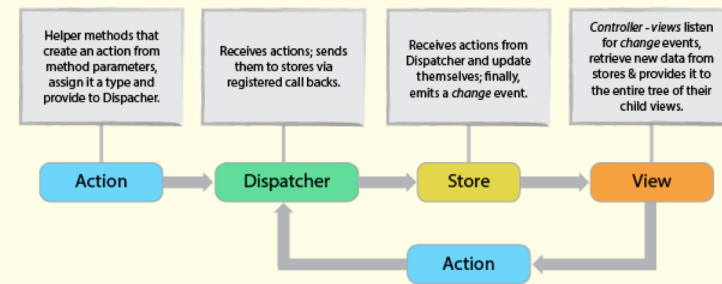 Helper methods that
create an action from
method parameters,
assign it a type and
provide to Dispacher.
Receives actions; sends
them to stores via
registered call backs.
Receives actions from
Dispatcher and update
themselves; finally,
emits a change event.
Controller - views listen
for change events,
retrieve new data from
stores & provides it to
the entire tree of their
child views.
Action
Dispatcher
Store
View
Action